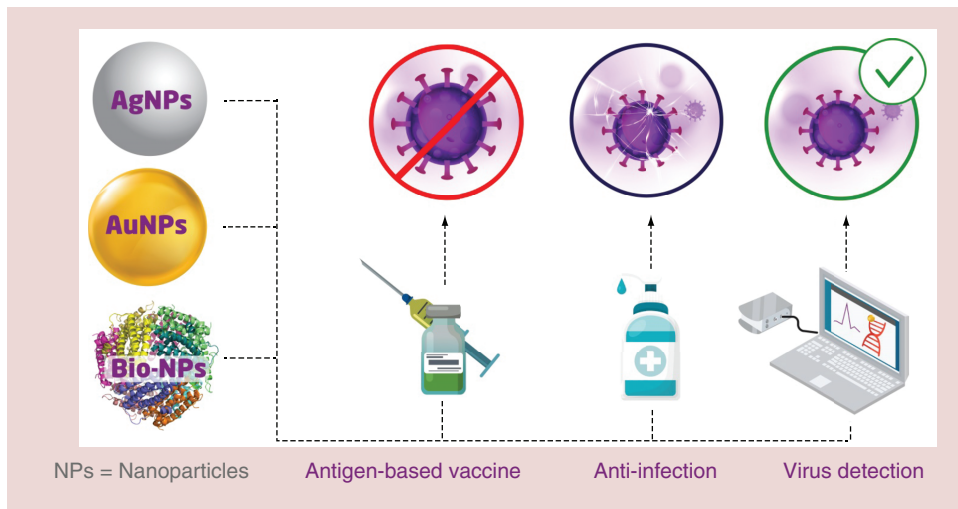 AgNPs
AuNPs
Bio-NPs
NPs = Nanoparticles
Antigen-based vaccine
Anti-infection
Virus detection